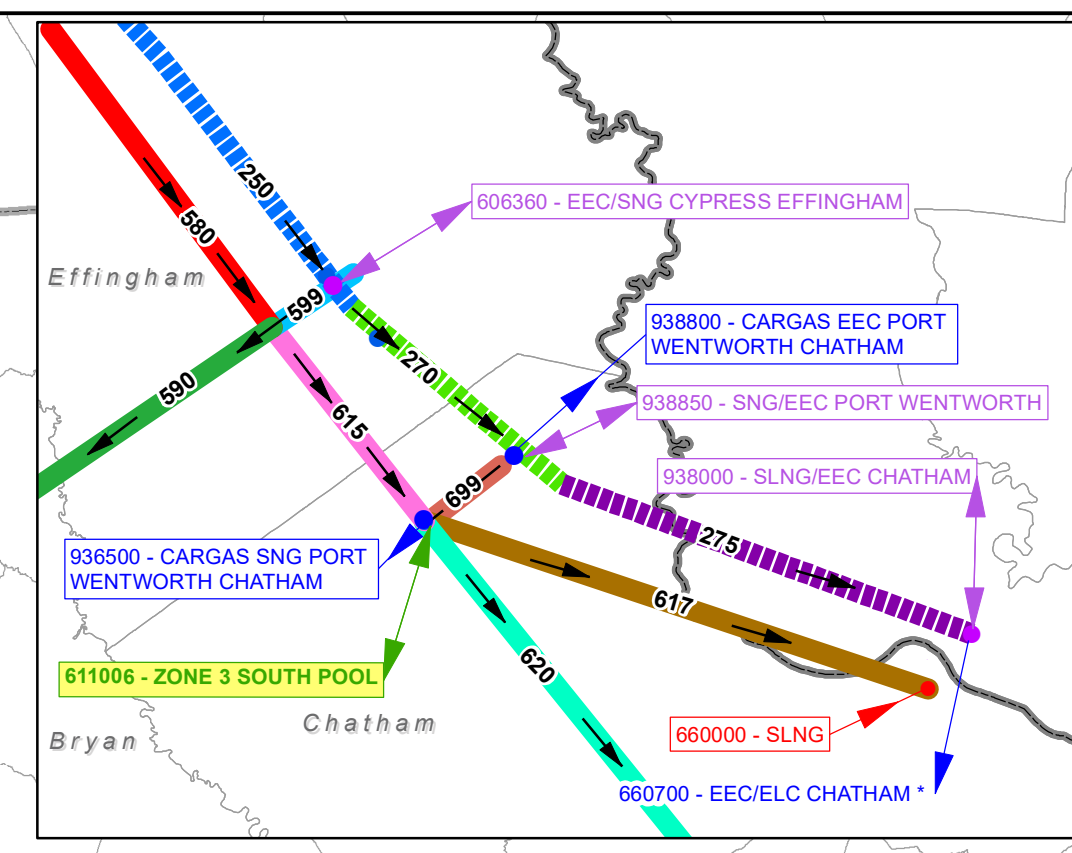 250
606360 - EEC/SNG CYPRESS EFFINGHAM
580
Effingham
599
938800 - CARGAS EEC PORT
WENTWORTH CHATHAM
270
590
938850 - SNG/EEC PORT WENTWORTH
615
938000 - SLNG/EEC CHATHAM
699
275
936500 - CARGAS SNG PORT
WENTWORTH CHATHAM
617
620
611006 - ZONE 3 SOUTH POOL
Chatham
Bryan
660000 - SLNG
660700 - EEC/ELC CHATHAM *